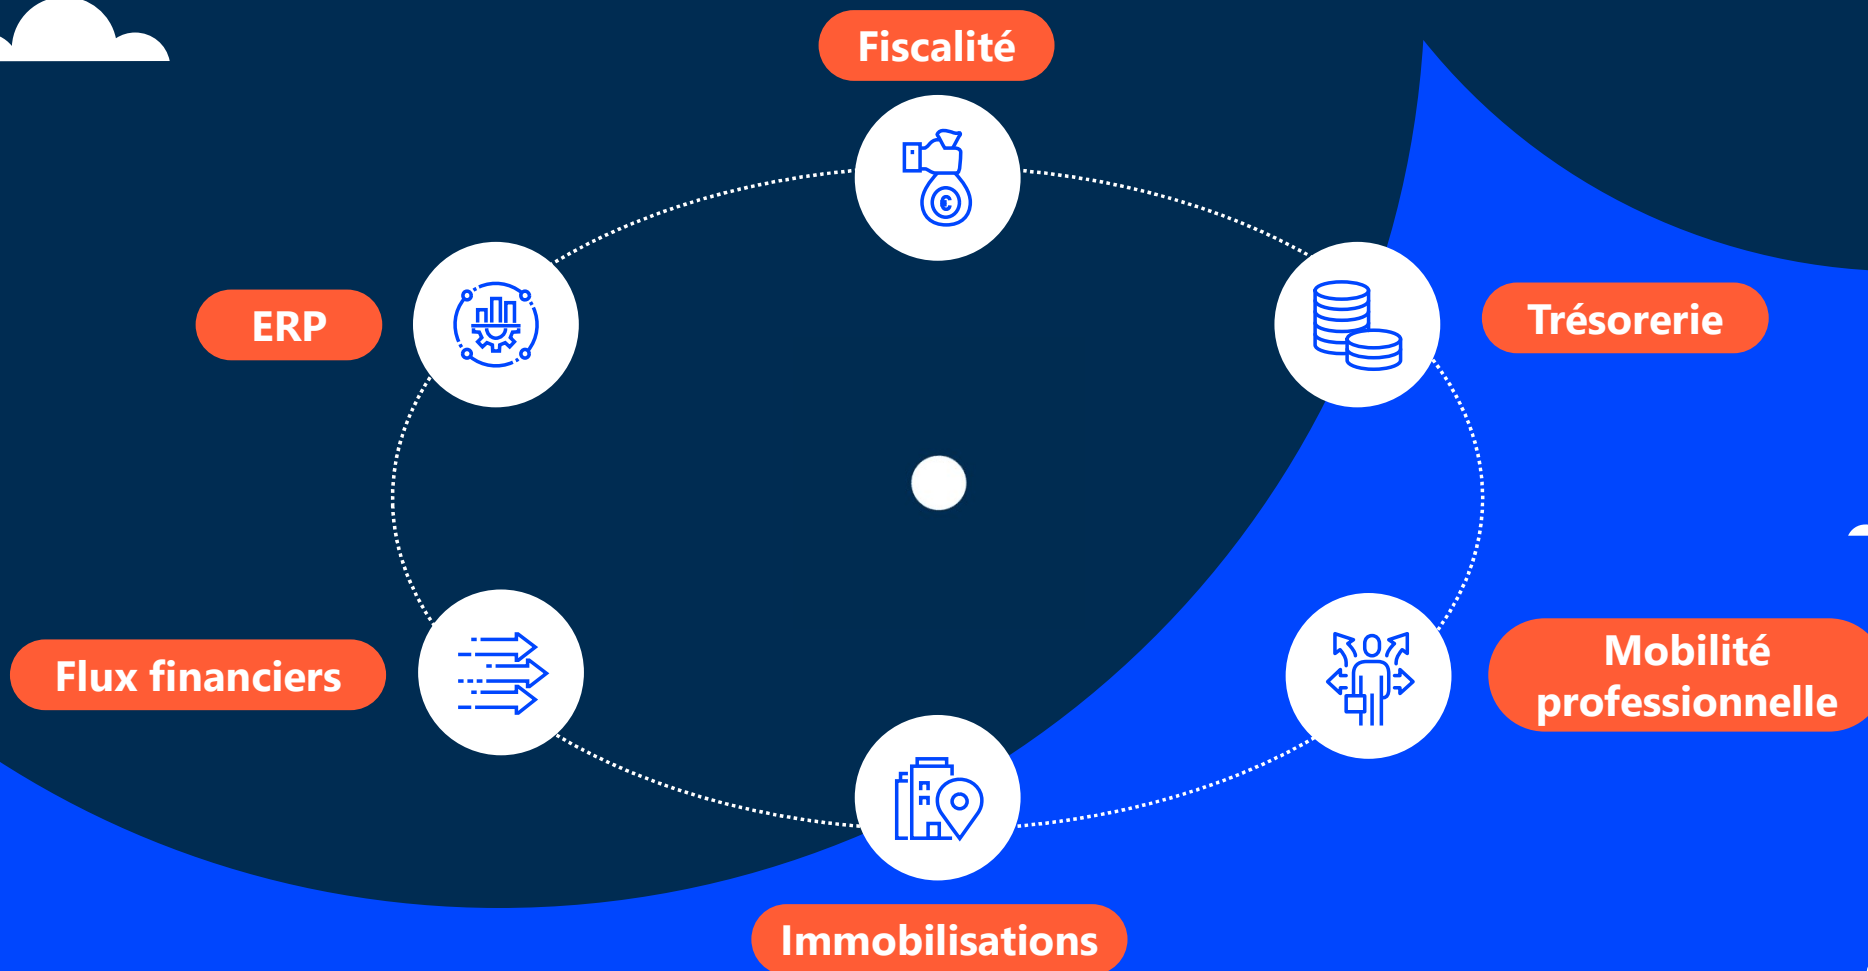 Fiscalité
ERP
Trésorerie
Flux financiers
Mobilité
professionnelle
Immobilisations